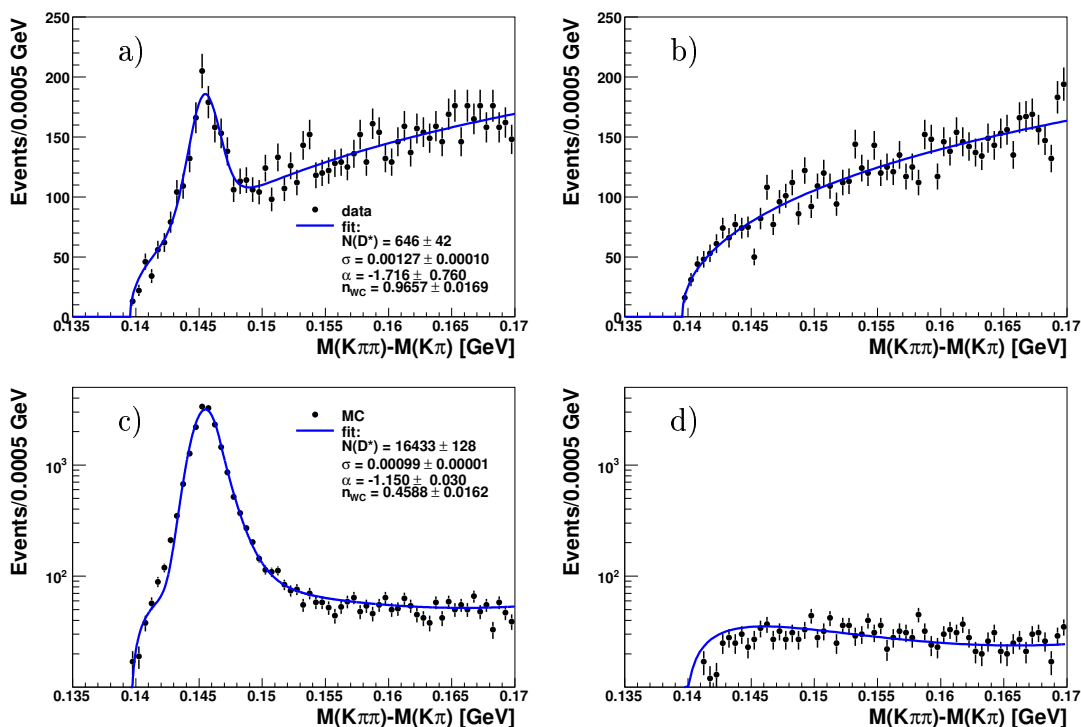 a)
Events/0.0005 GeV
250
200
150
100
50
0
data
fit:
N(D*) = 646 ± 42
σ = 0.00127 ± 0.00010
α = -1.716 ± 0.760
n_WC = 0.9657 ± 0.0169
0.135 0.14 0.145 0.15 0.155 0.16 0.165 0.17
M(Kππ)-M(Kπ) [GeV]
b)
Events/0.0005 GeV
250
200
150
100
50
0
0.135 0.14 0.145 0.15 0.155 0.16 0.165 0.17
M(Kππ)-M(Kπ) [GeV]
c)
Events/0.0005 GeV
10³
10²
MC
fit:
N(D*) = 16433 ± 128
σ = 0.00099 ± 0.00001
α = -1.150 ± 0.030
n_WC = 0.4588 ± 0.0162
0.135 0.14 0.145 0.15 0.155 0.16 0.165 0.17
M(Kππ)-M(Kπ) [GeV]
d)
Events/0.0005 GeV
10³
10²
0.135 0.14 0.145 0.15 0.155 0.16 0.165 0.17
M(Kππ)-M(Kπ) [GeV]